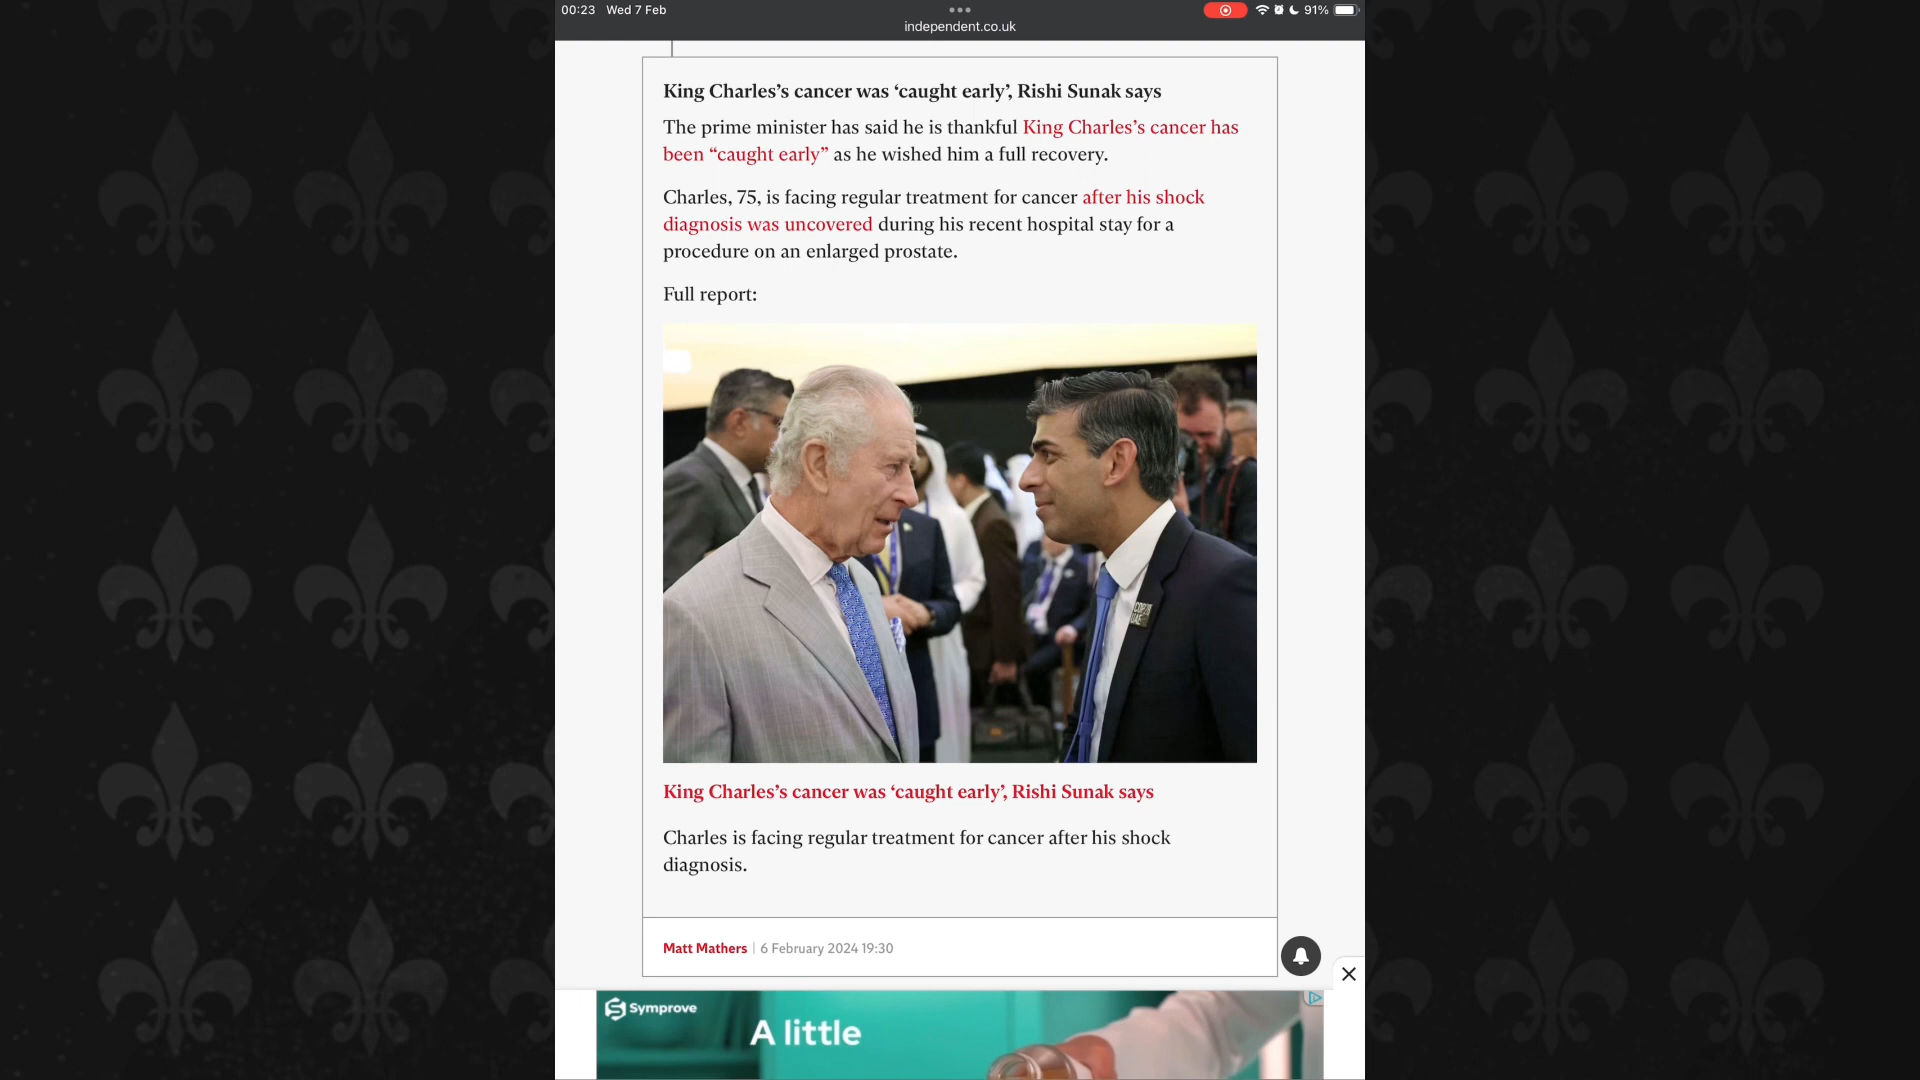 00:23 Wed 7 Feb
91%
independent.co.uk
King Charles’s cancer was ‘caught early’, Rishi Sunak says
The prime minister has said he is thankful King Charles’s cancer has
been “caught early” as he wished him a full recovery.
Charles, 75, is facing regular treatment for cancer after his shock
diagnosis was uncovered during his recent hospital stay for a
procedure on an enlarged prostate.
Full report:
COP28
UAE
King Charles’s cancer was ‘caught early’, Rishi Sunak says
Charles is facing regular treatment for cancer after his shock
diagnosis.
Matt Mathers | 6 February 2024 19:30
Symprove
A little